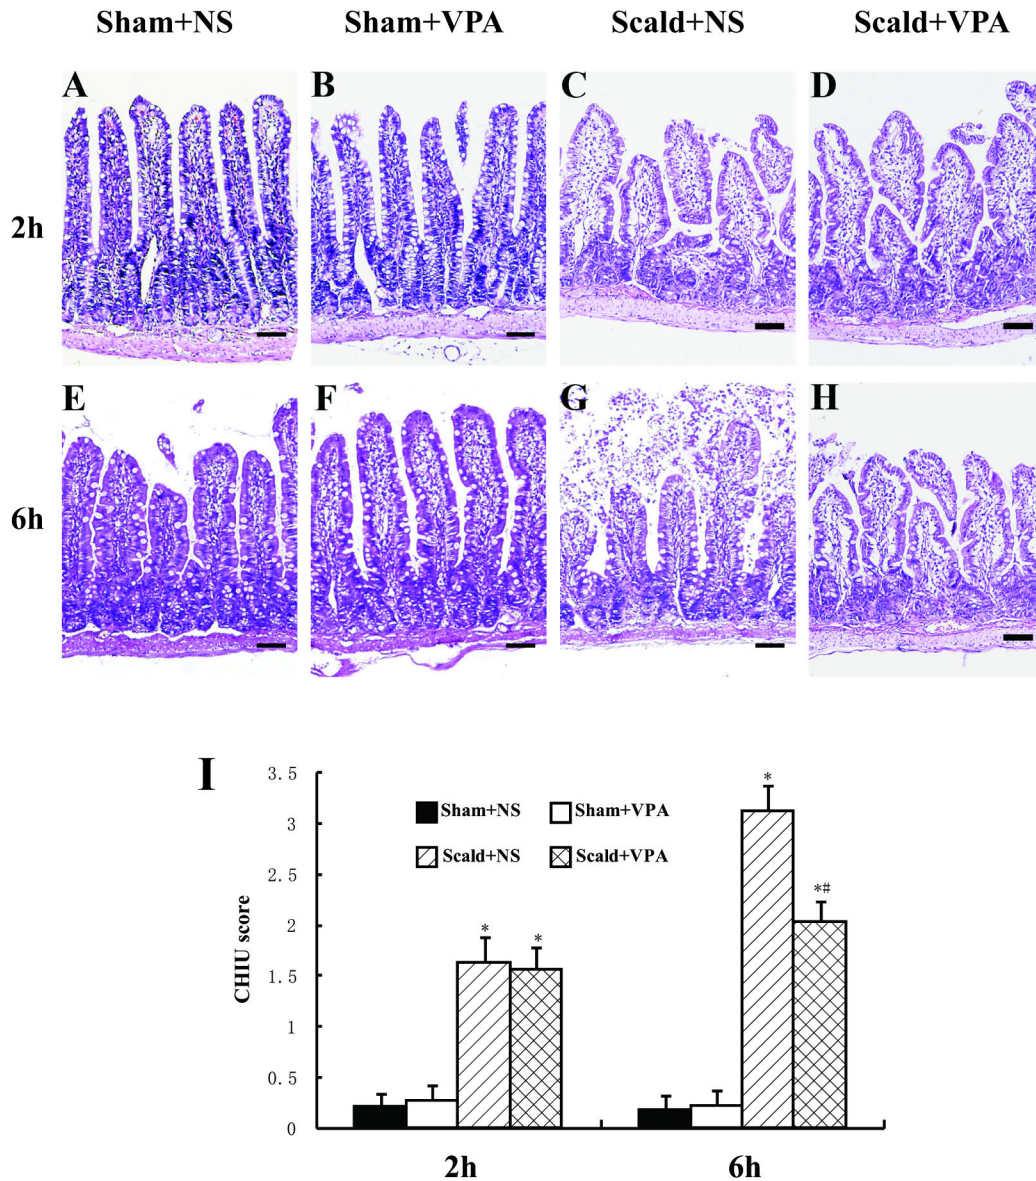 Sham+NS Sham+VPA Scald+NS Scald+VPA
A B C D
2h
E F G H
6h
I
3.5
3
2.5
2
1.5
1
0.5
0
CHIU score
Sham+NS Sham+VPA
Scald+NS Scald+VPA
* *
*
*#
2h 6h